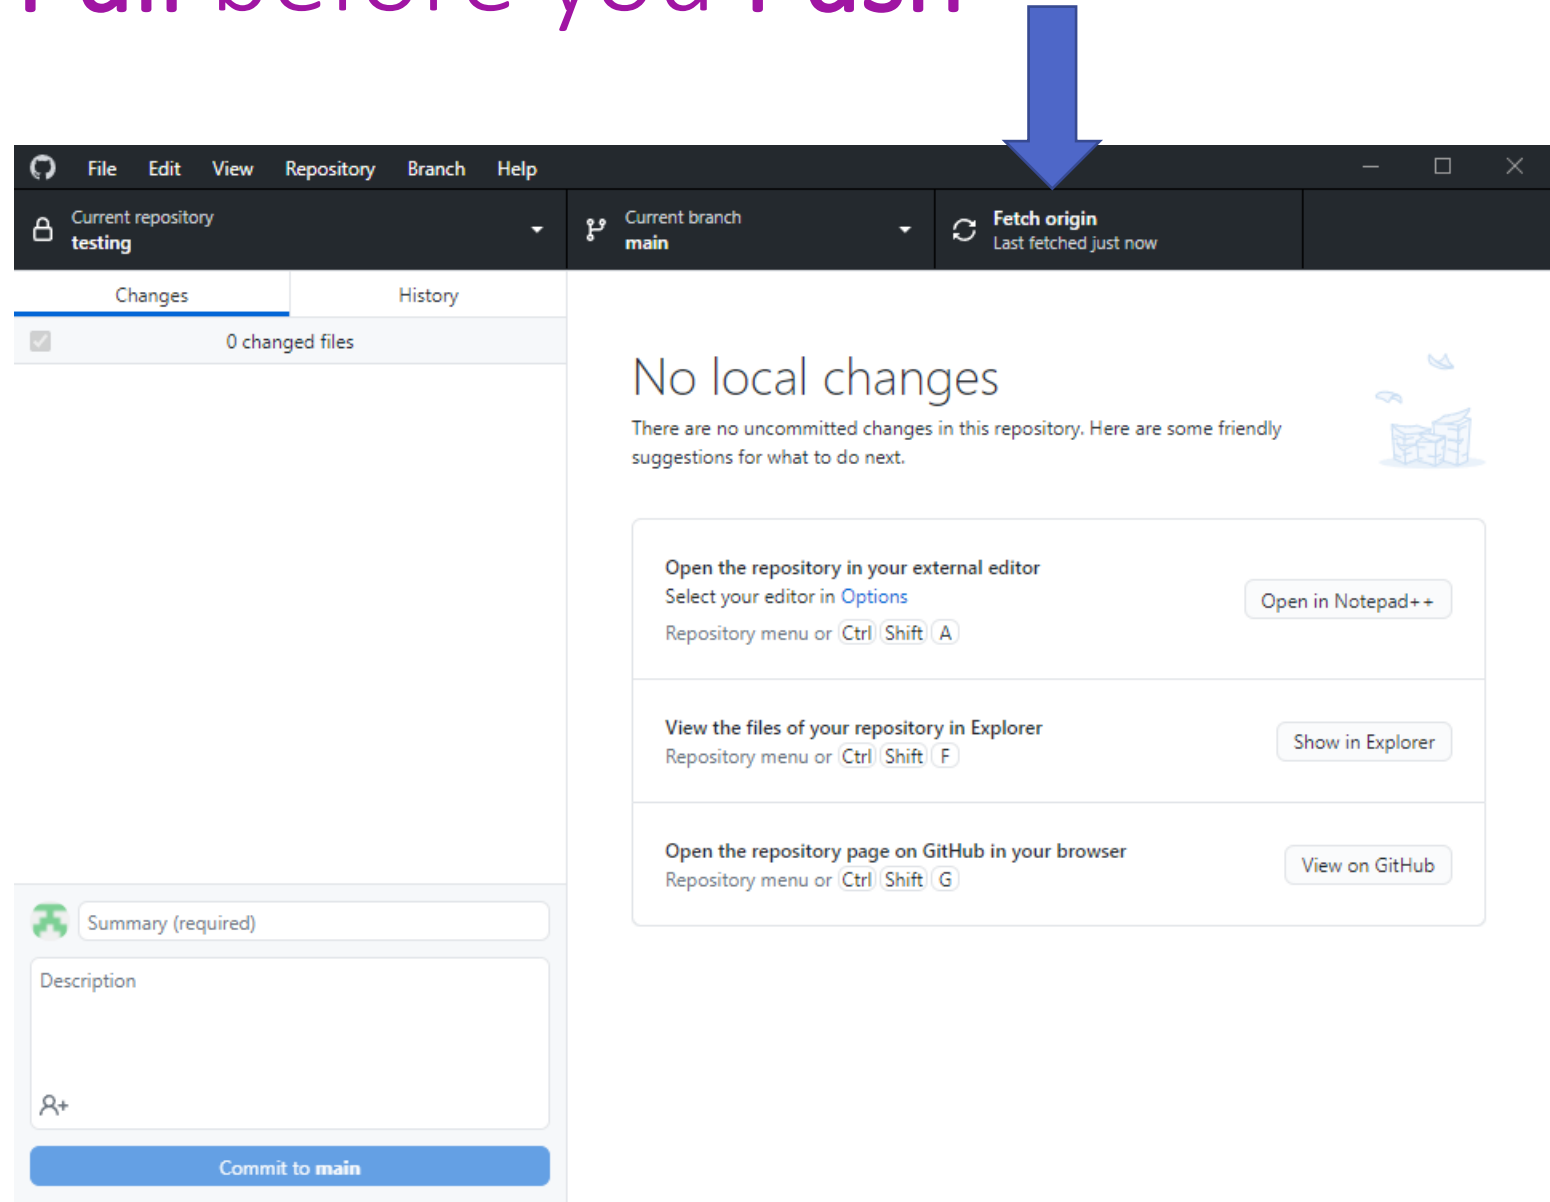 Pull before you Push
File Edit View Repository Branch Help
Current repository
testing
Current branch
main
Fetch origin
Last fetched just now
Changes
History
0 changed files
No local changes
There are no uncommitted changes in this repository. Here are some friendly
suggestions for what to do next.
Open the repository in your external editor
Select your editor in Options
Repository menu or Ctrl Shift A
Open in Notepad++
View the files of your repository in Explorer
Repository menu or Ctrl Shift F
Show in Explorer
Open the repository page on GitHub in your browser
Repository menu or Ctrl Shift G
View on GitHub
Summary (required)
Description
Commit to main